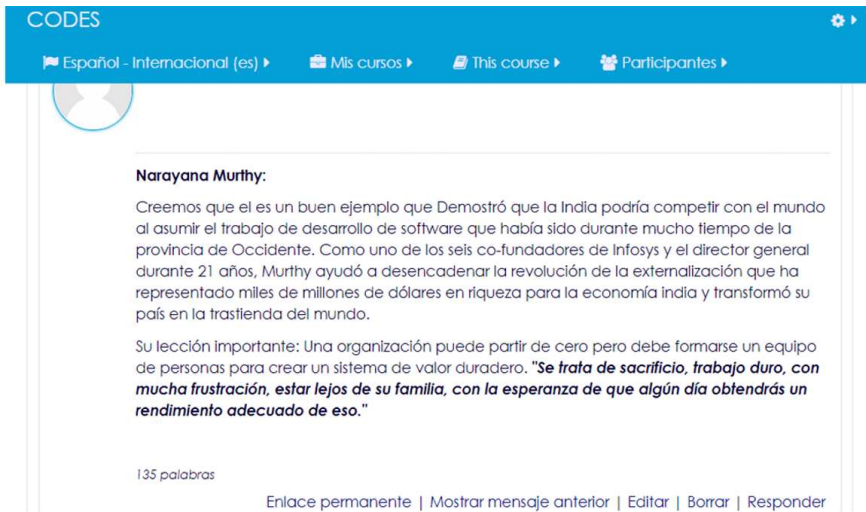 CODES
Español - Internacional (es) Mis cursos This course Participantes
Narayana Murthy:
Creemos que el es un buen ejemplo que Demostró que la India podría competir con el mundo
al asumir el trabajo de desarrollo de software que había sido durante mucho tiempo de la
provincia de Occidente. Como uno de los seis co-fundadores de Infosys y el director general
durante 21 años, Murthy ayudó a desencadenar la revolución de la externalización que ha
representado miles de millones de dólares en riqueza para la economía india y transformó su
país en la trastienda del mundo.
Su lección importante: Una organización puede partir de cero pero debe formarse un equipo
de personas para crear un sistema de valor duradero. "Se trata de sacrificio, trabajo duro, con
mucha frustración, estar lejos de su familia, con la esperanza de que algún día obtendrás un
rendimiento adecuado de eso."
135 palabras
Enlace permanente | Mostrar mensaje anterior | Editar | Borrar | Responder